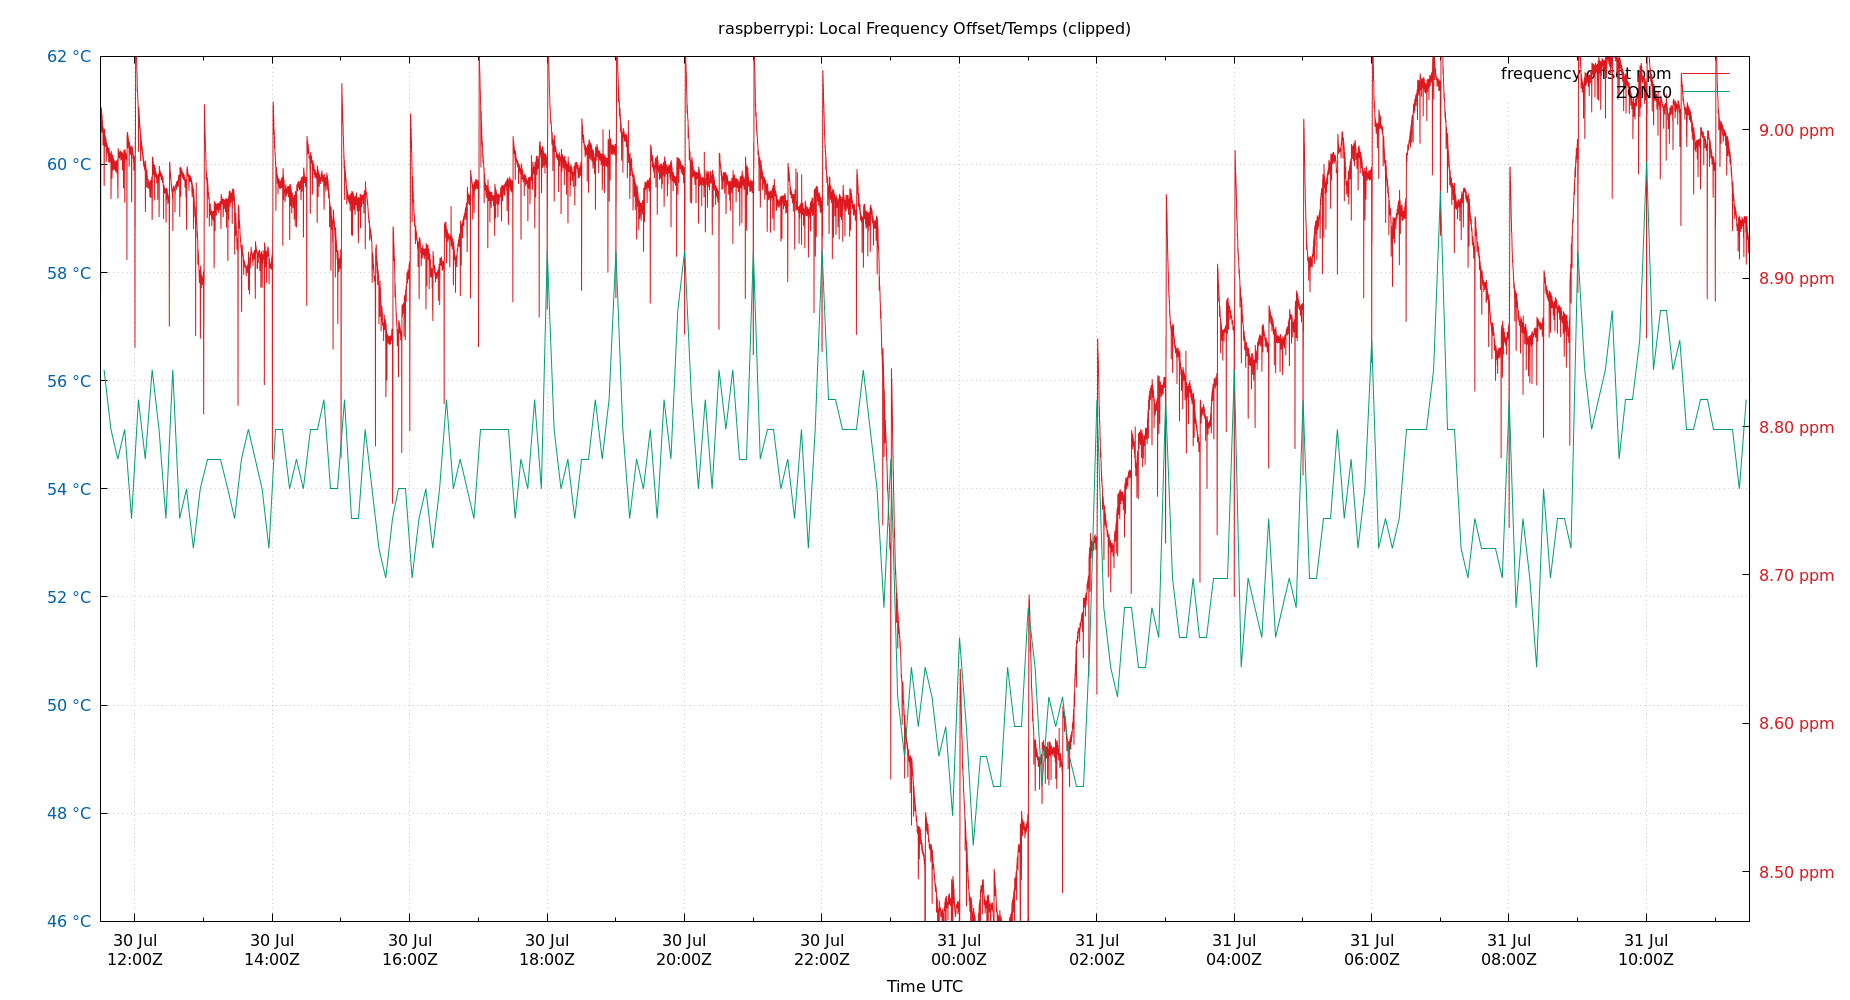 raspberrypi: Local Frequency Offset/Temps (clipped)
62 °C
60 °C
58 °C
56 °C
54 °C
52 °C
50 °C
48 °C
46 °C
frequency offset ppm
ZONE0
9.00 ppm
8.90 ppm
8.80 ppm
8.70 ppm
8.60 ppm
8.50 ppm
30 Jul
12:00Z
30 Jul
14:00Z
30 Jul
16:00Z
30 Jul
18:00Z
30 Jul
20:00Z
30 Jul
22:00Z
31 Jul
00:00Z
31 Jul
02:00Z
31 Jul
04:00Z
31 Jul
06:00Z
31 Jul
08:00Z
31 Jul
10:00Z
Time UTC